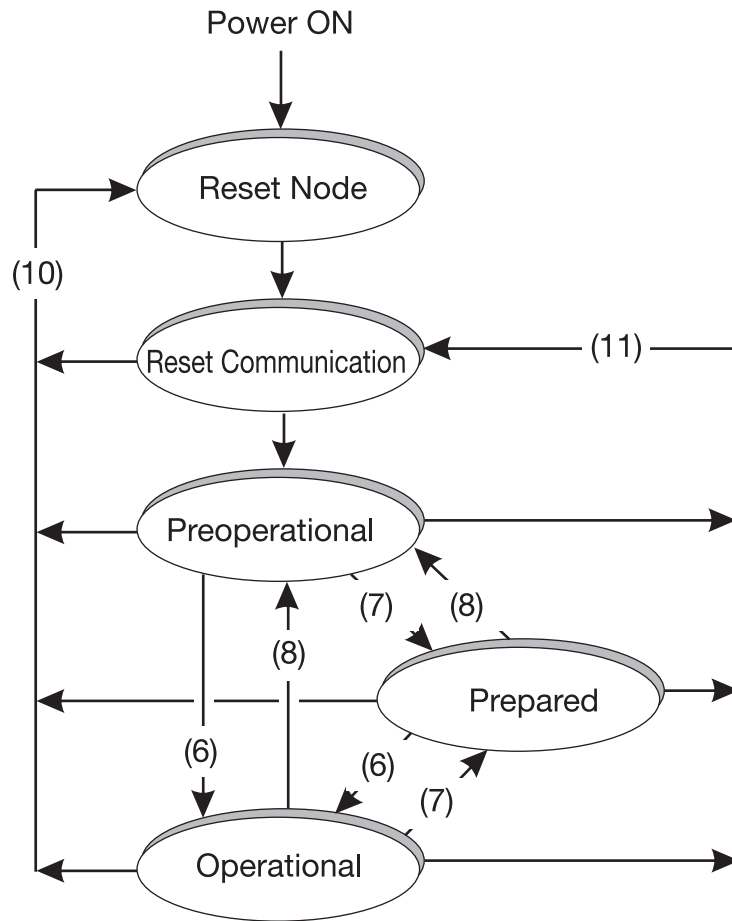 Power ON
Reset Node
(10)
Reset Communication
(11)
Preoperational
(7)
(8)
(8)
Prepared
(6)
(6)
(7)
Operational